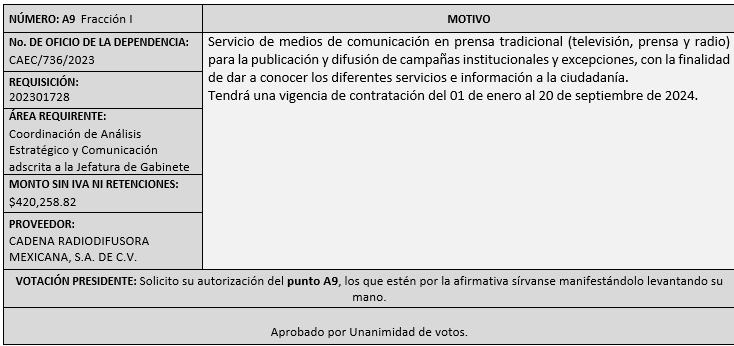 NÚMERO: A9 Fracción I
MOTIVO
No. DE OFICIO DE LA DEPENDENCIA:
CAEC/736/2023
REQUISICIÓN:
202301728
ÁREA REQUIRENTE:
Coordinación de Análisis
Estratégico y Comunicación
adscrita a la Jefatura de Gabinete
MONTO SIN IVA NI RETENCIONES:
$420,258.82
PROVEEDOR:
CADENA RADIODIFUSORA
MEXICANA, S.A. DE C.V.
Servicio de medios de comunicación en prensa tradicional (televisión, prensa y radio)
para la publicación y difusión de campañas institucionales y excepciones, con la finalidad
de dar a conocer los diferentes servicios e información a la ciudadanía.
Tendrá una vigencia de contratación del 01 de enero al 20 de septiembre de 2024.
VOTACIÓN PRESIDENTE: Solicito su autorización del punto A9, los que estén por la afirmativa sírvanse manifestándolo levantando su
mano.
Aprobado por Unanimidad de votos.